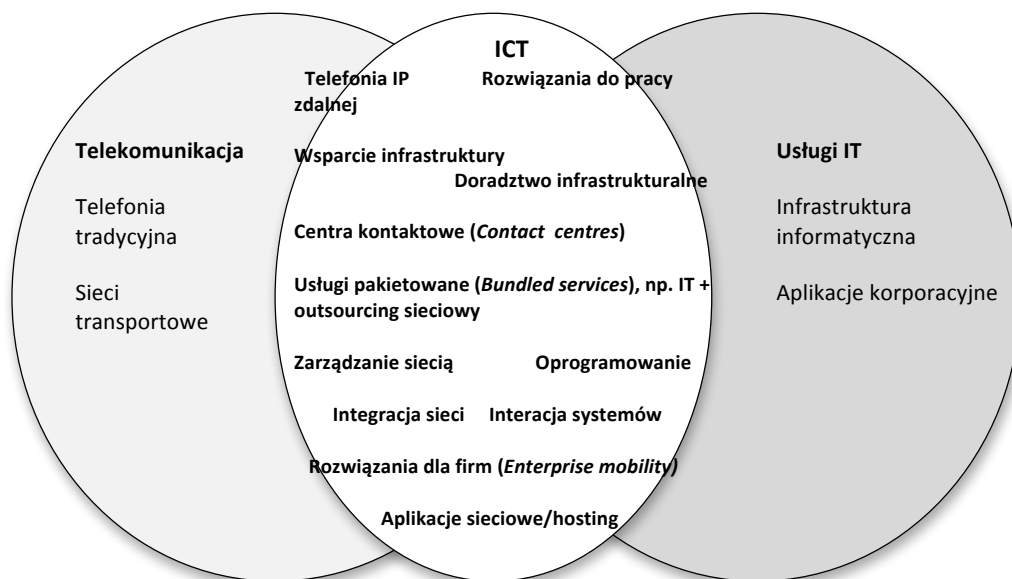 ICT
Telefonia IP Rozwiązania do pracy
zdalnej
Telekomunikacja
Telefonia
tradycyjna
Sieci
transportowe
Wsparcie infrastruktury
Doradztwo infrastrukturalne
Centra kontaktowe (Contact centres)
Usługi pakietowane (Bundled services), np. IT +
outsourcing sieciowy
Zarządzanie siecią Oprogramowanie
Integracja sieci Interacja systemów
Rozwiązania dla firm (Enterprise mobility)
Aplikacje sieciowe/hosting
Usługi IT
Infrastruktura
informatyczna
Aplikacje korporacyjne